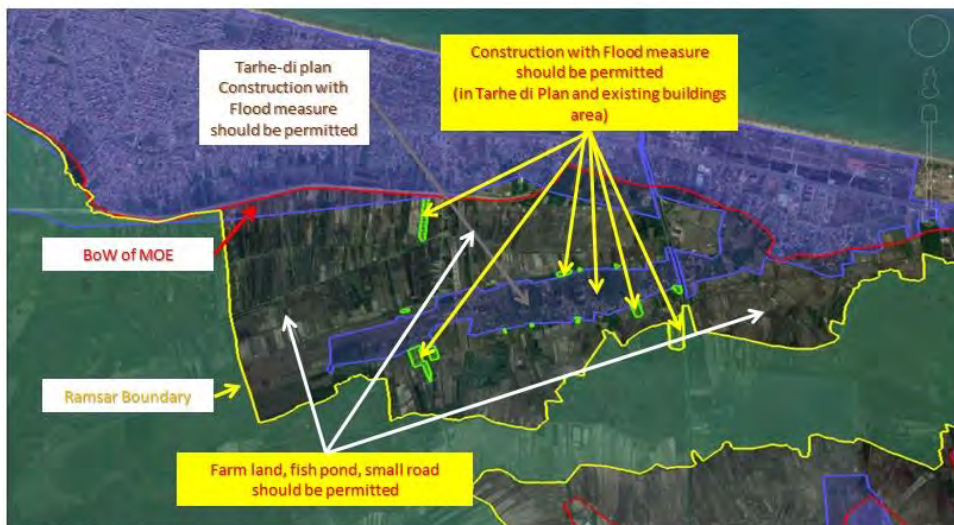 Tarhe-di plan
Construction with
Flood measure
should be permitted
Construction with Flood measure
should be permitted
(in Tarhe di Plan and existing buildings
area)
BoW of MOE
Ramsar Boundary
Farm land, fish pond, small road
should be permitted